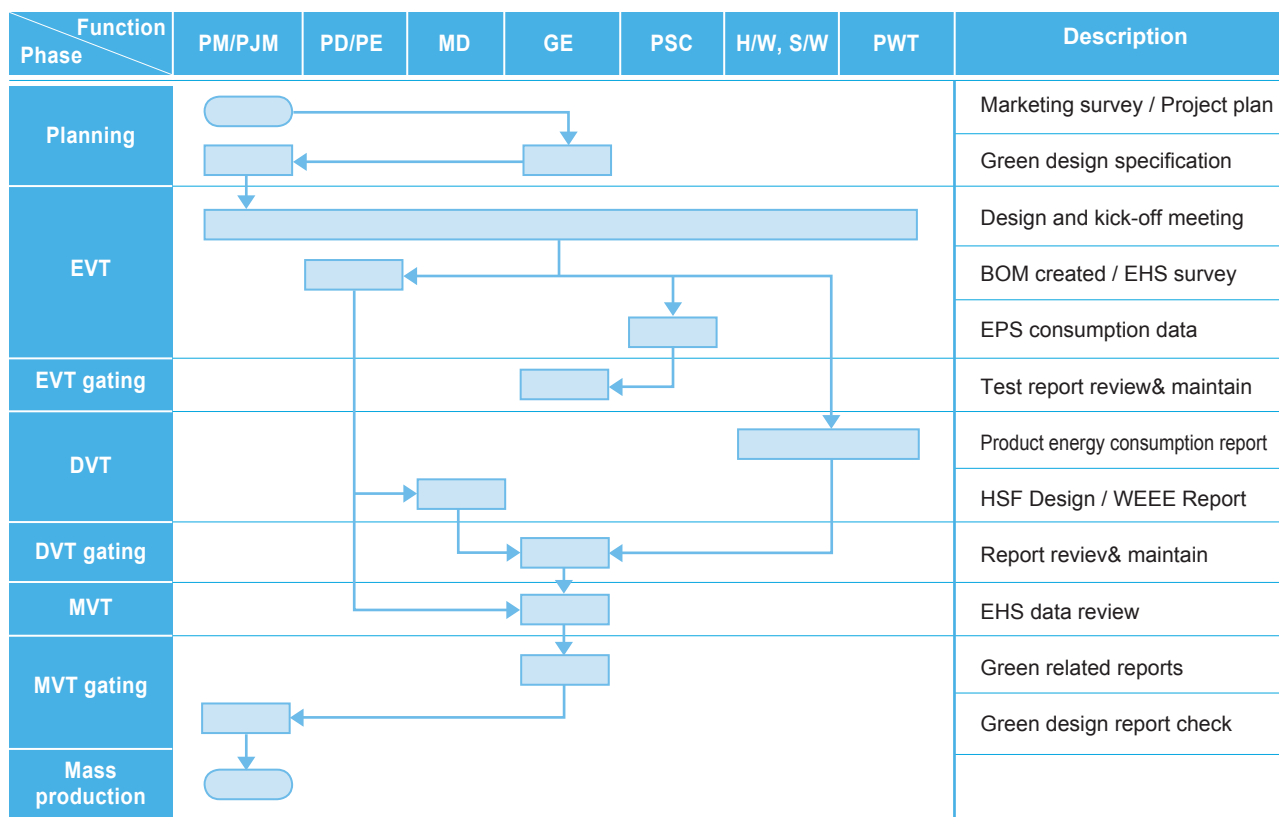 Function
Phase
PM/PJM
PD/PE
MD
GE
PSC
H/W, S/W
PWT
Description
Planning
Marketing survey / Project plan
Green design specification
EVT
Design and kick-off meeting
BOM created / EHS survey
EPS consumption data
EVT gating
Test report review& maintain
DVT
Product energy consumption report
HSF Design / WEEE Report
DVT gating
Report reviev& maintain
MVT
EHS data review
MVT gating
Green related reports
Green design report check
Mass
production